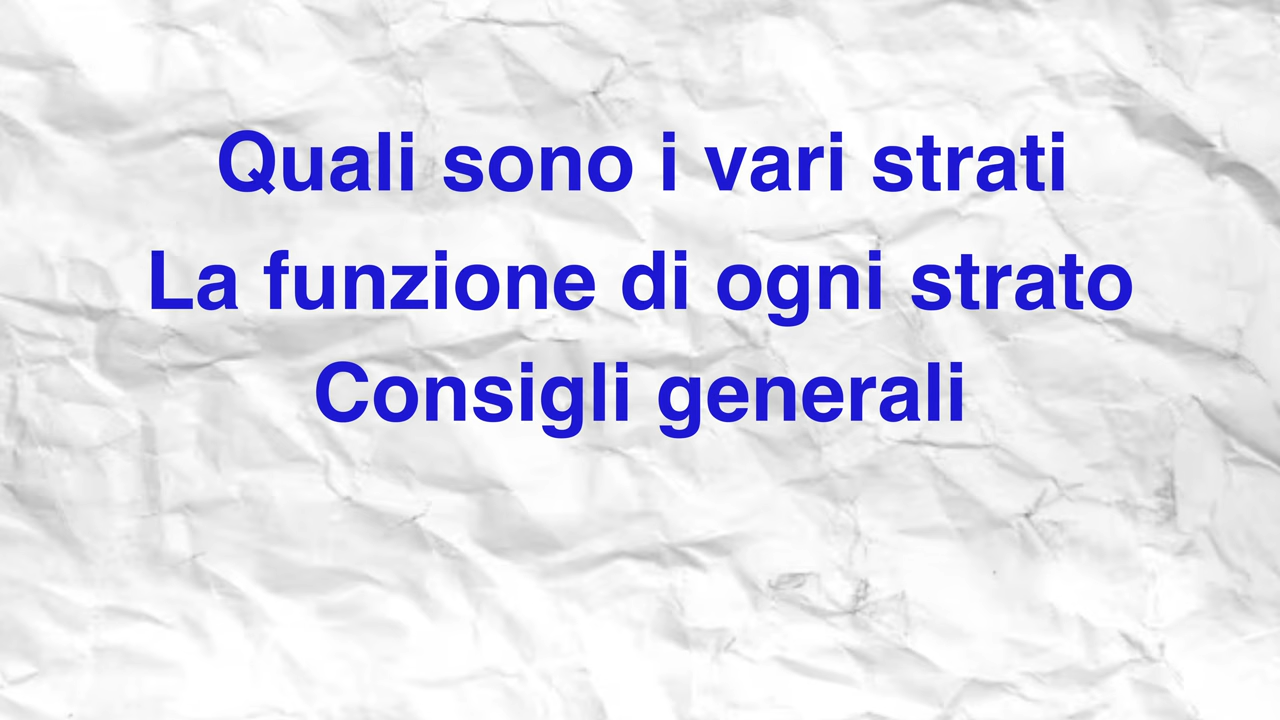 Quali sono i vari strati
La funzione di ogni strato
Consigli generali